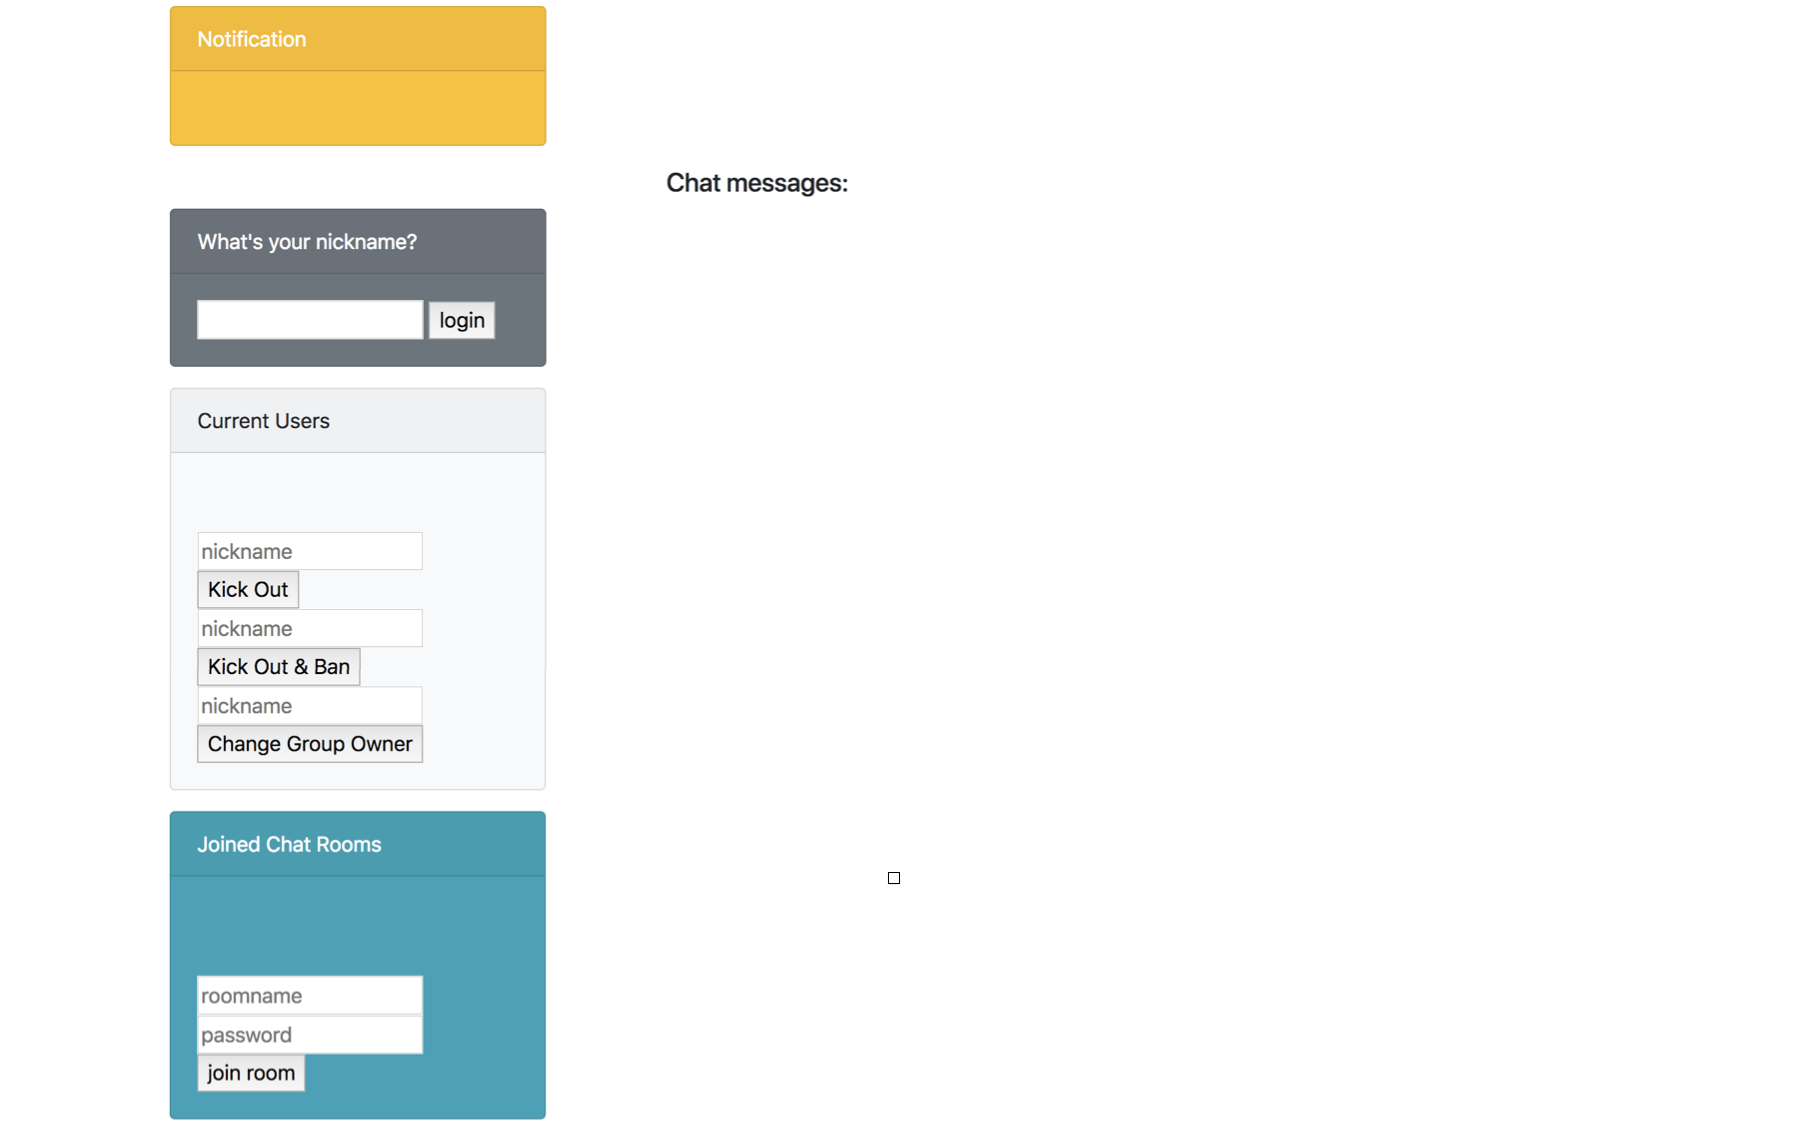 Notification
Chat messages:
What's your nickname?
login
Current Users
nickname
Kick Out
nickname
Kick Out & Ban
nickname
Change Group Owner
Joined Chat Rooms
roomname
password
join room